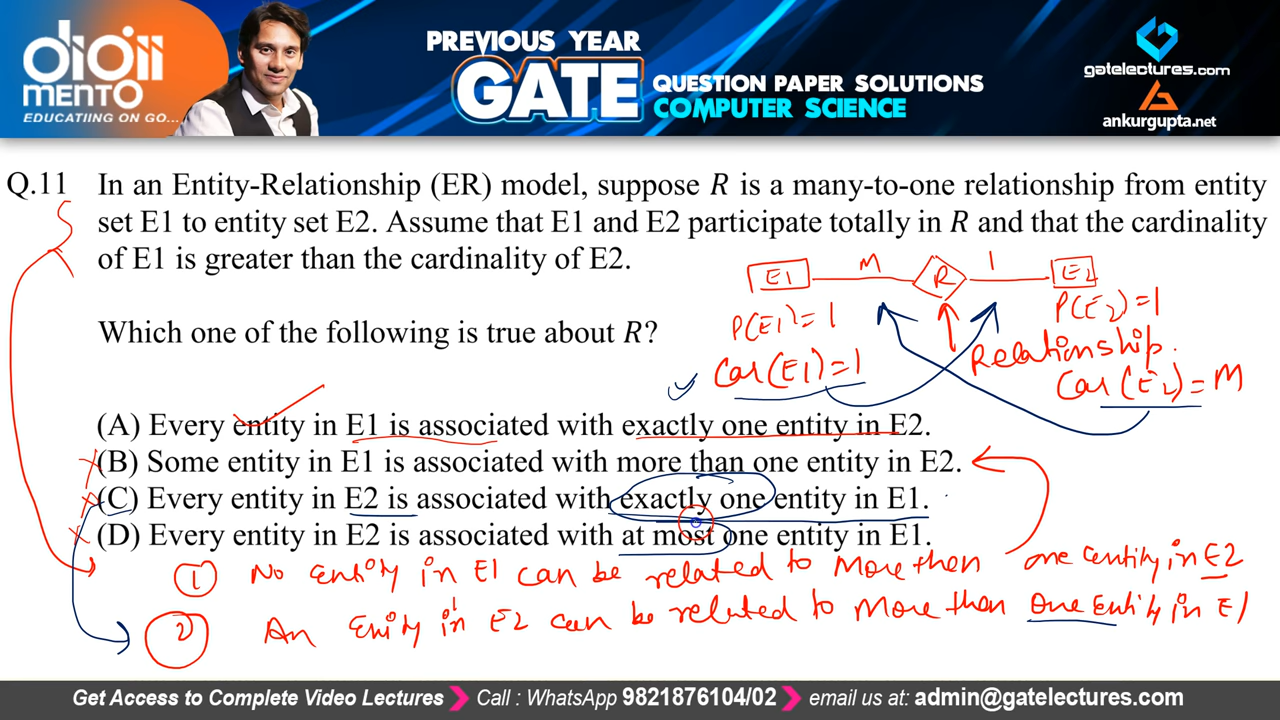 dioii
MENTO
EDUCATIING ON GO...
PREVIOUS YEAR
GATE
QUESTION PAPER SOLUTIONS
COMPUTER SCIENCE
gatelectures.com
ankurgupta.net
Q.11 In an Entity-Relationship (ER) model, suppose R is a many-to-one relationship from entity
set E1 to entity set E2. Assume that E1 and E2 participate totally in R and that the cardinality
of E1 is greater than the cardinality of E2.
E1 M R 1 E2
P(E1)=1 P(E2)=1
Which one of the following is true about R?
Relationship.
Car(E1)=1 Car(E2)=M
(A) Every entity in E1 is associated with exactly one entity in E2.
(B) Some entity in E1 is associated with more than one entity in E2.
(C) Every entity in E2 is associated with exactly one entity in E1.
(D) Every entity in E2 is associated with at most one entity in E1.
1 No entity in E1 can be related to more then one entity in E2
2 An entity in E2 can be related to more then one entity in E1
Get Access to Complete Video Lectures Call : WhatsApp 9821876104/02 email us at: admin@gatelectures.com